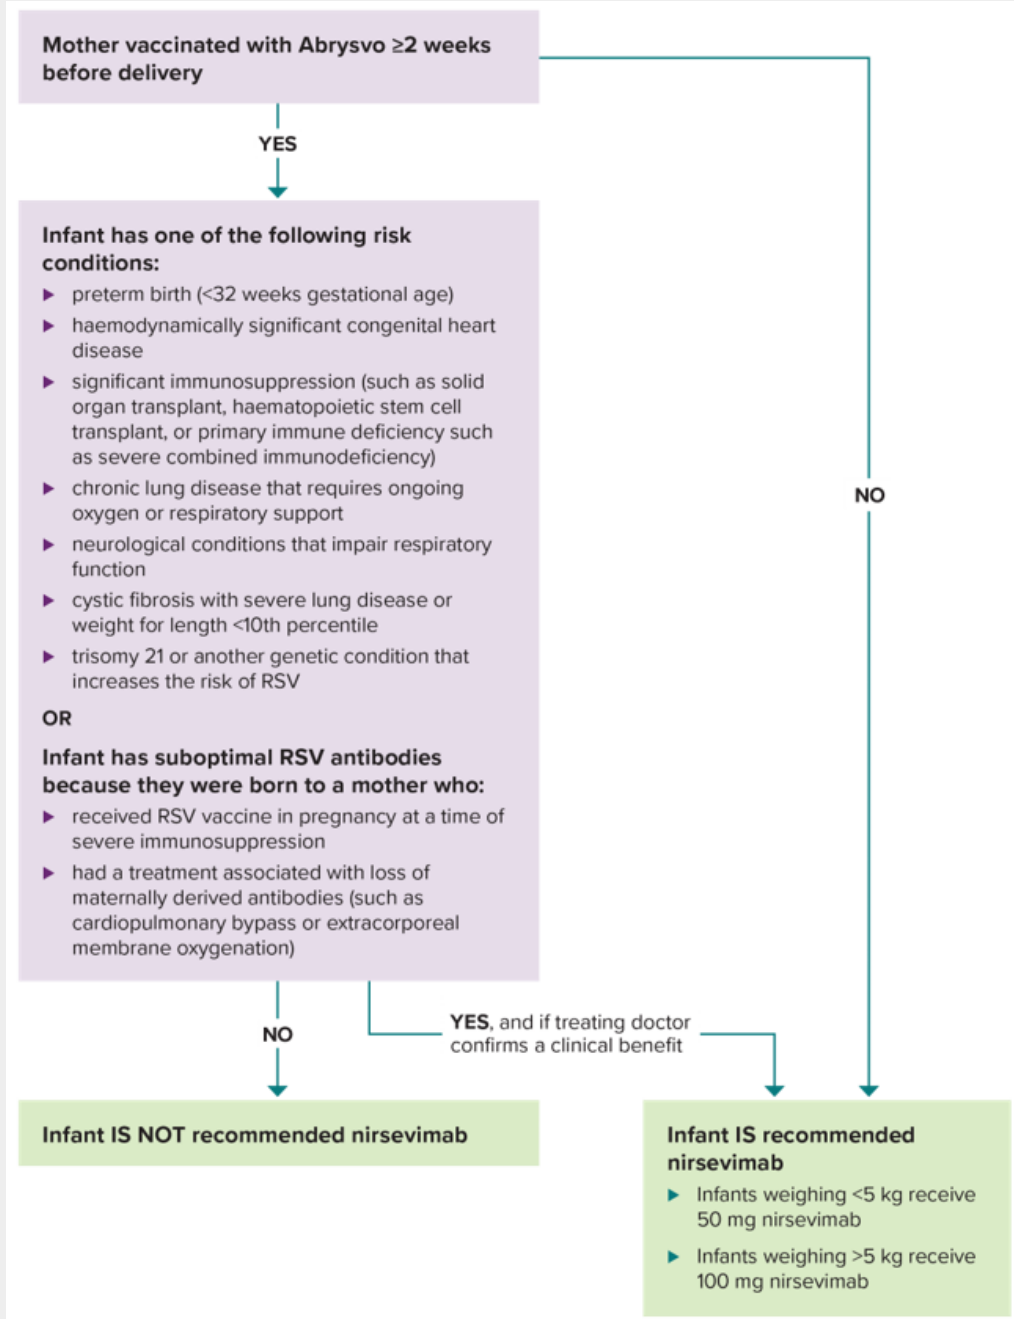 Mother vaccinated with Abrysvo ≥2 weeks
before delivery
YES
Infant has one of the following risk
conditions:
▶ preterm birth (<32 weeks gestational age)
▶ haemodynamically significant congenital heart
disease
▶ significant immunosuppression (such as solid
organ transplant, haematopoietic stem cell
transplant, or primary immune deficiency such
as severe combined immunodeficiency)
▶ chronic lung disease that requires ongoing
oxygen or respiratory support
▶ neurological conditions that impair respiratory
function
▶ cystic fibrosis with severe lung disease or
weight for length <10th percentile
▶ trisomy 21 or another genetic condition that
increases the risk of RSV
OR
Infant has suboptimal RSV antibodies
because they were born to a mother who:
▶ received RSV vaccine in pregnancy at a time of
severe immunosuppression
▶ had a treatment associated with loss of
maternally derived antibodies (such as
cardiopulmonary bypass or extracorporeal
membrane oxygenation)
NO
NO
YES, and if treating doctor
confirms a clinical benefit
Infant IS NOT recommended nirsevimab
Infant IS recommended
nirsevimab
▶ Infants weighing <5 kg receive
50 mg nirsevimab
▶ Infants weighing >5 kg receive
100 mg nirsevimab